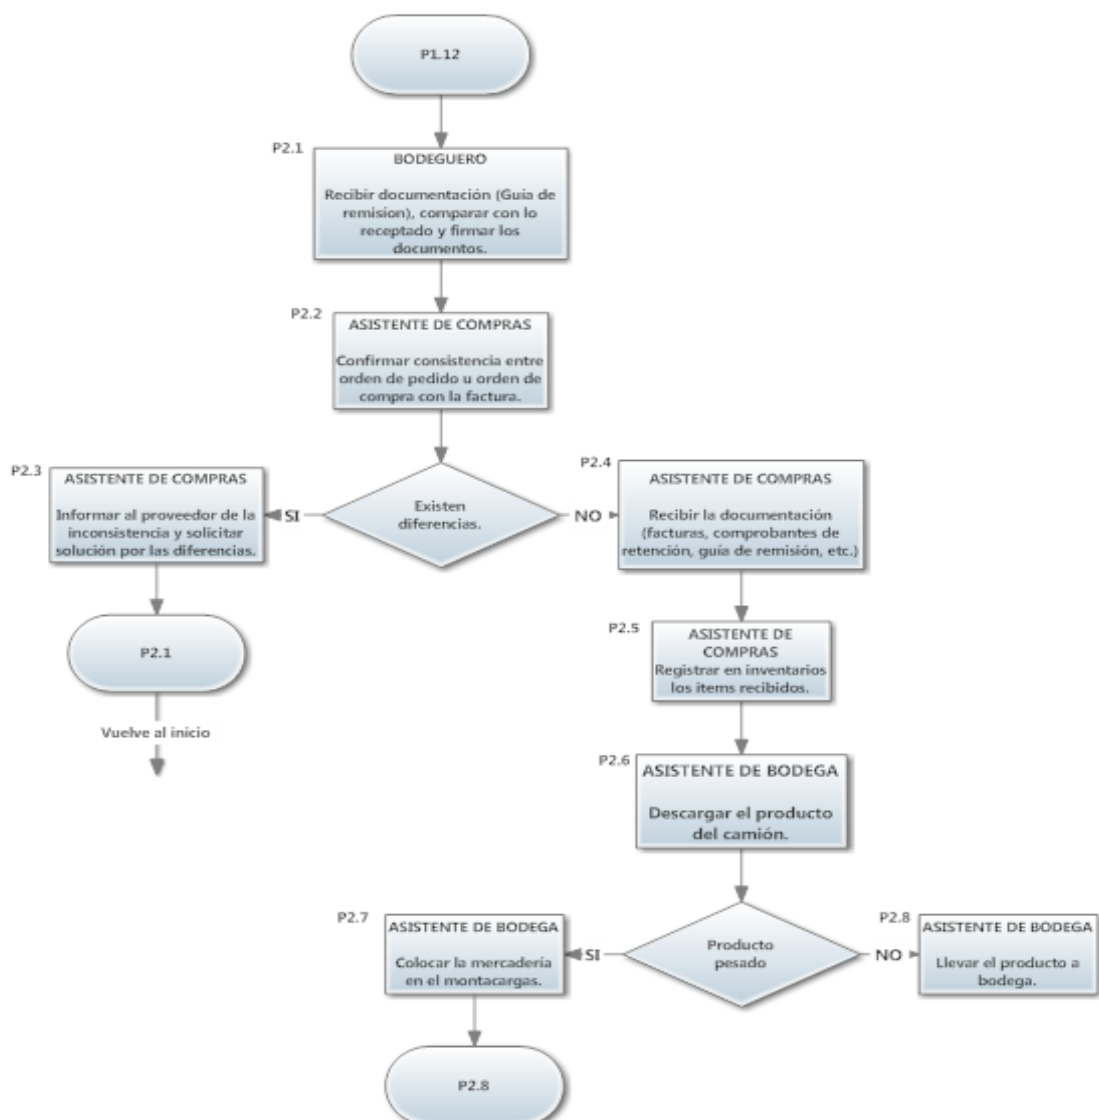 P1.12
P2.1
BODEGUERO
Recibir documentación (Guia de
remision), comparar con lo
receptado y firmar los
documentos.
P2.2
ASISTENTE DE COMPRAS
Confirmar consistencia entre
orden de pedido u orden de
compra con la factura.
Existen
diferencias.
SI
NO
P2.3
ASISTENTE DE COMPRAS
Informar al proveedor de la
inconsistencia y solicitar
solución por las diferencias.
P2.1
Vuelve al inicio
P2.4
ASISTENTE DE COMPRAS
Recibir la documentación
(facturas, comprobantes de
retención, guía de remisión, etc.)
P2.5
ASISTENTE DE
COMPRAS
Registrar en inventarios
los items recibidos.
P2.6
ASISTENTE DE BODEGA
Descargar el producto
del camión.
Producto
pesado
SI
NO
P2.7
ASISTENTE DE BODEGA
Colocar la mercadería
en el montacargas.
P2.8
P2.8
ASISTENTE DE BODEGA
Llevar el producto a
bodega.